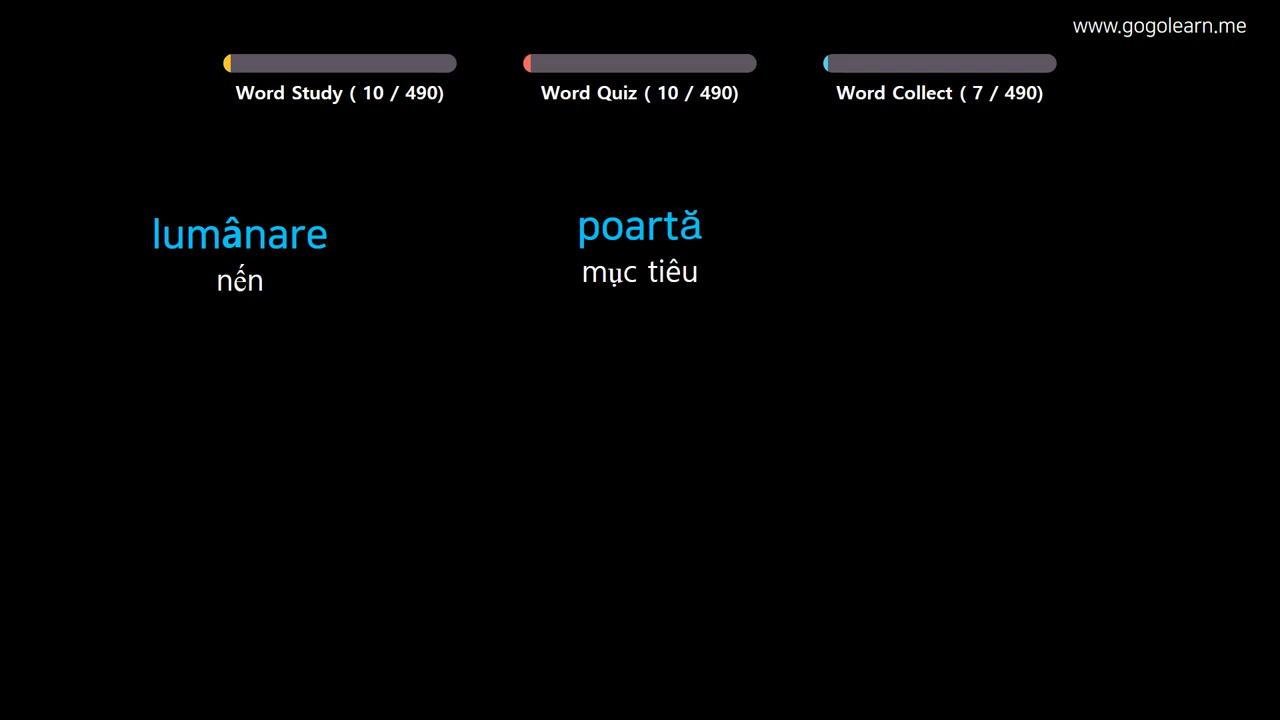 www.gogolearn.me
Word Study ( 10 / 490)
Word Quiz ( 10 / 490)
Word Collect ( 7 / 490)
lumânare
nến
poartă
mục tiêu